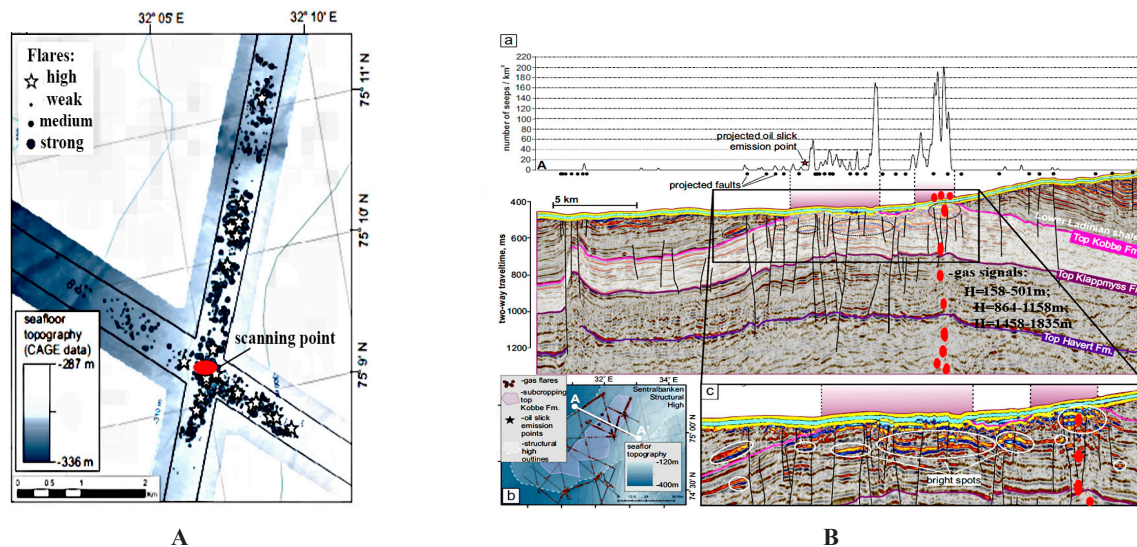 32° 05' E
32° 10' E
Flares:
high
weak
medium
strong
75° 11' N
75° 10' N
75° 9' N
scanning point
seafloor
topography
(CAGE data)
-287 m
-336 m
-312 m
0 0.5 1 2
Km
A
a
number of seeps / km²
220
200
180
160
140
120
100
80
60
40
20
0
A
projected oil slick
emission point
projected faults
5 km
two-way traveltime, ms
400
600
800
1000
1200
Lower Ladinian shale
Top Kobbe Fm.
Top Klappmyss F
Top Havert Fm.
-gas signals:
H=158-501m;
H=864-1158m;
H=1458-1835m
-gas flares
-subcropping
top
Kobbe Fm.
-oil slick
emission
points
-structural
high
outlines
b
32°E
34°E
Sentralbanken
Structural
High
A
A'
seaflor
topography
-120m
-400m
75°00' N
74°30' N
c
bright spots
B